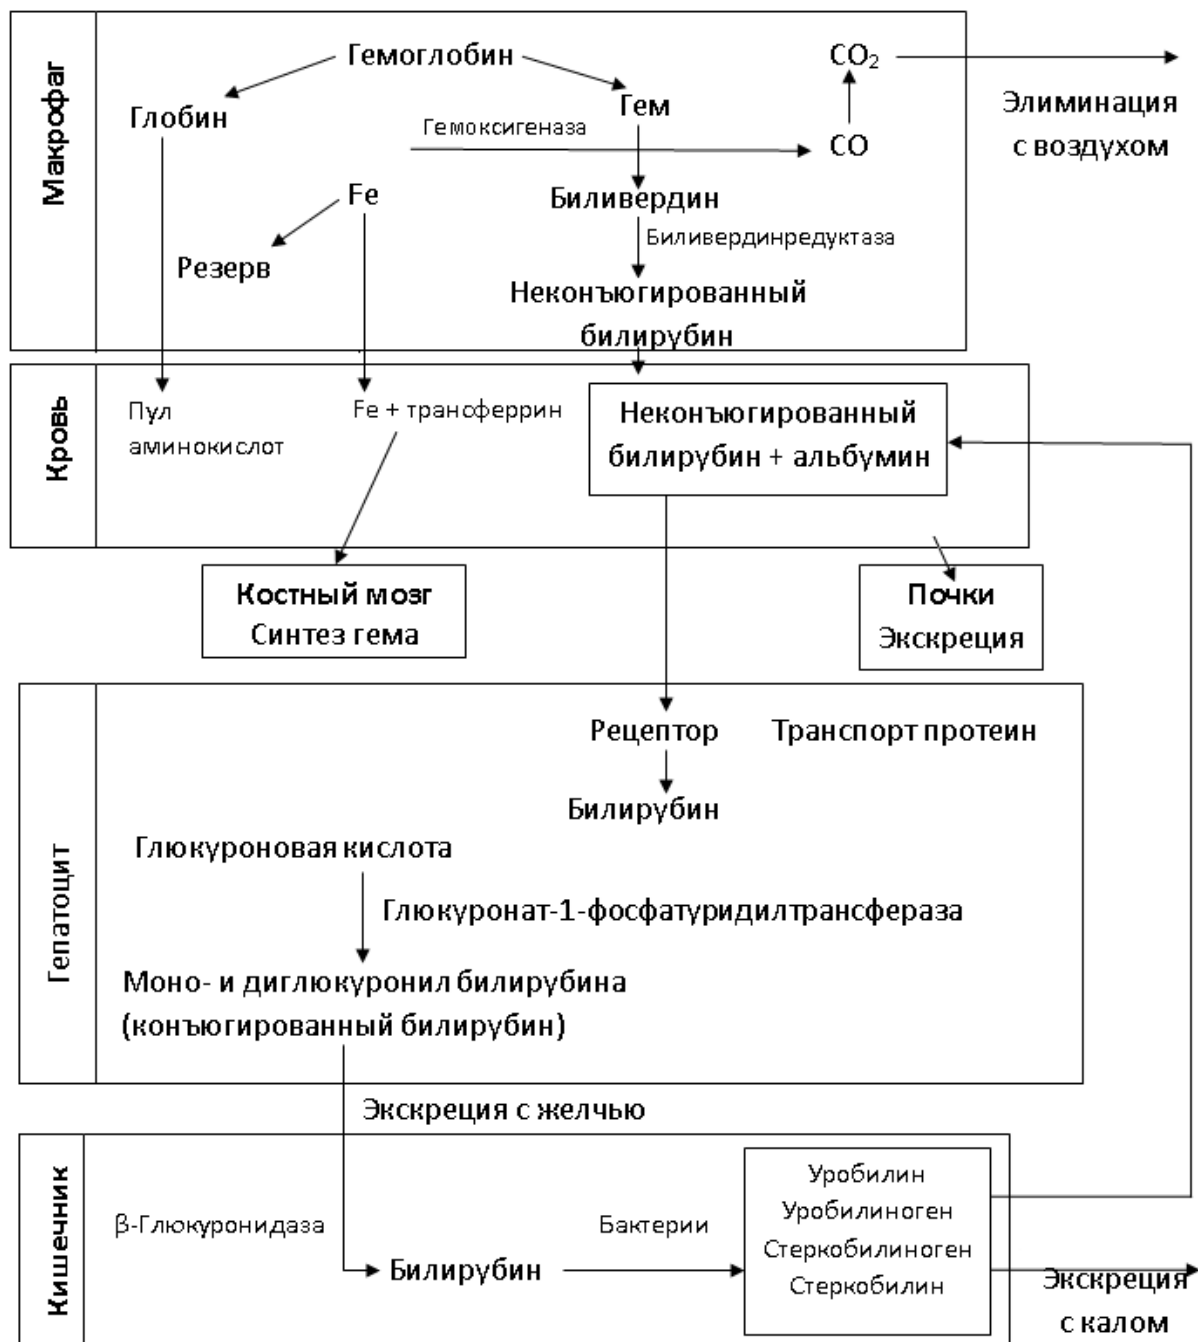 Макрофаг
Гемоглобин
CO₂
Глобин
Гем
Элиминация
с воздухом
Гемоксигеназа
CO
Fe
Биливердин
Биливердинредуктаза
Резерв
Неконъюгированный
билирубин
Кровь
Пул
аминокислот
Fe + трансферрин
Неконъюгированный
билирубин + альбумин
Костный мозг
Синтез гема
Почки
Экскреция
Гепатоцит
Рецептор
Транспорт протеин
Билирубин
Глюкуроновая кислота
Глюкуронат-1-фосфатуридилтрансфераза
Моно- и диглюкуронил билирубина
(конъюгированный билирубин)
Экскреция с желчью
Кишечник
β-Глюкуронидаза
Билирубин
Бактерии
Уробилин
Уробилиноген
Стеркобилиноген
Стеркобилин
Экскреция
с калом